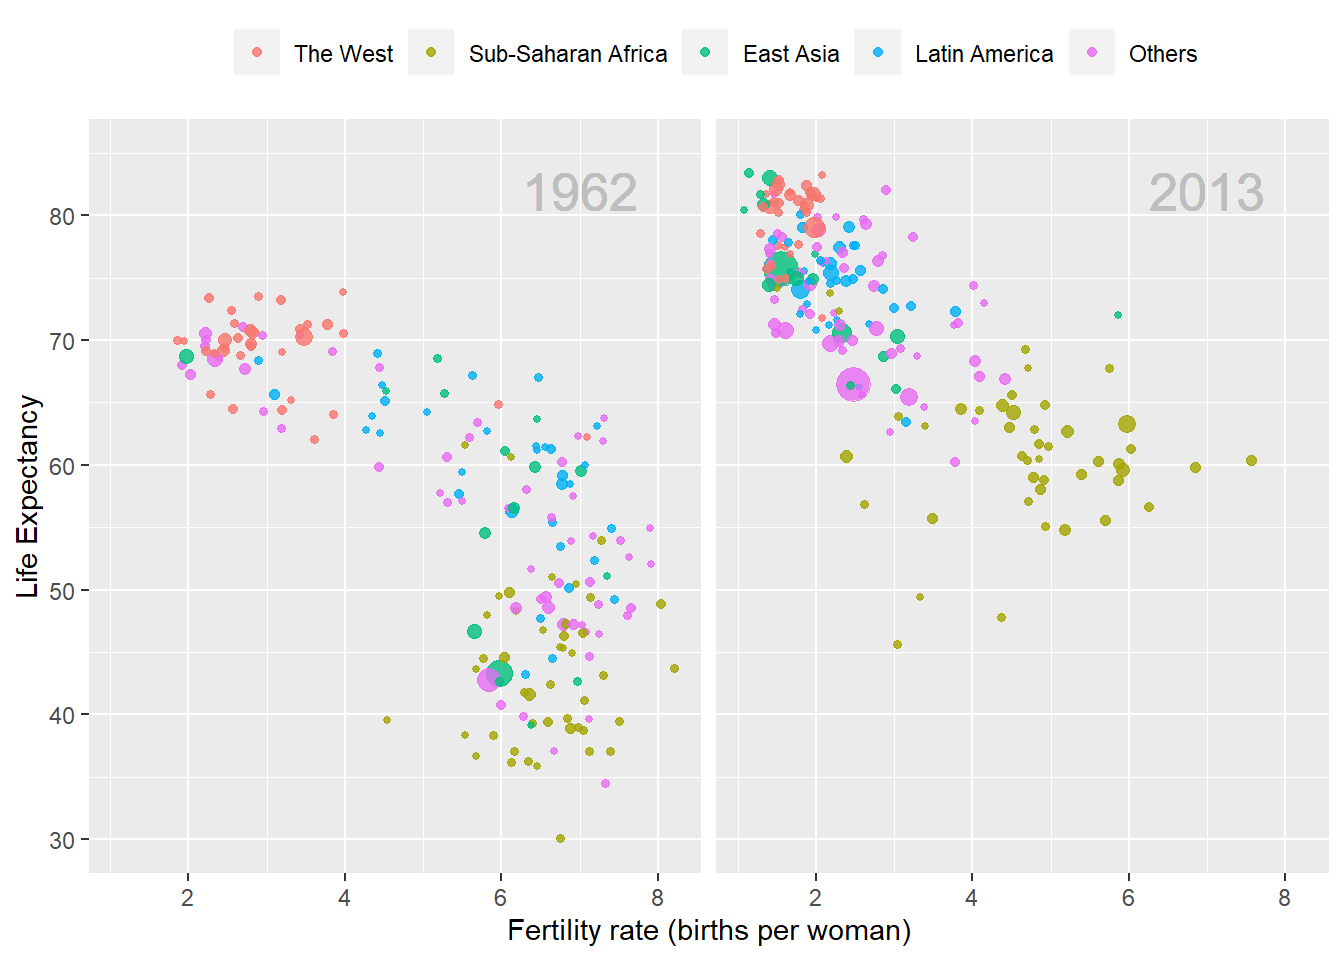 The West Sub-Saharan Africa East Asia Latin America Others
1962 2013
80
70
60
50
40
30
Life Expectancy
2 4 6 8 2 4 6 8
Fertility rate (births per woman)